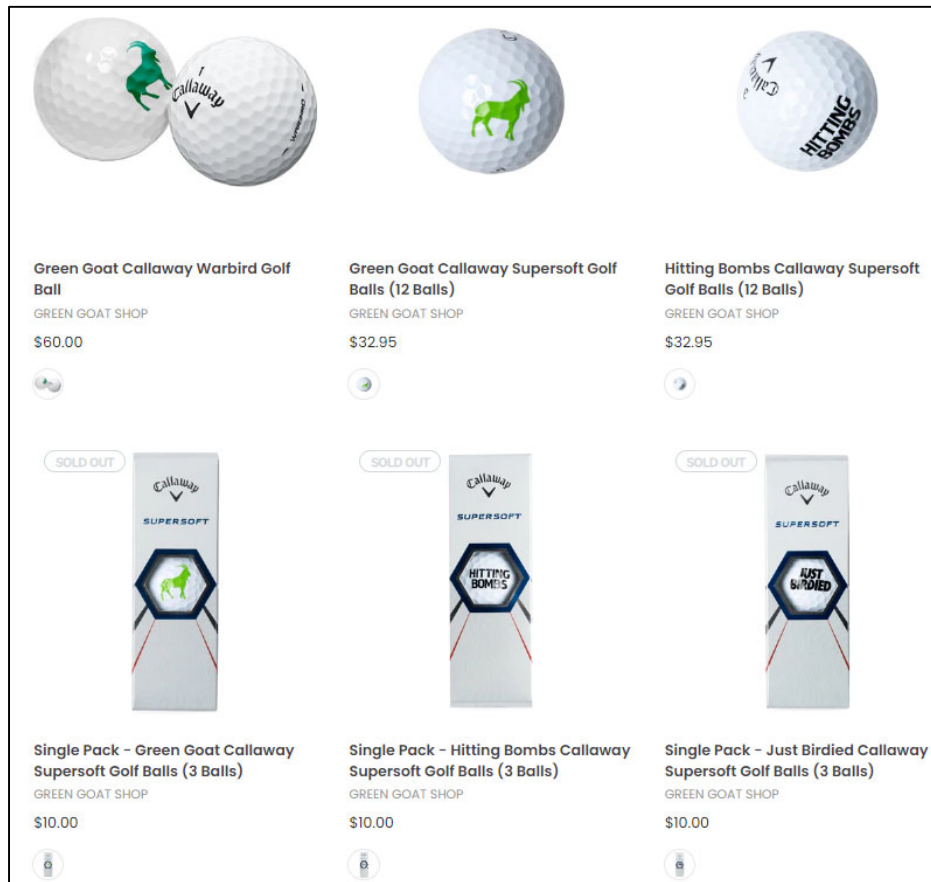 1
Callaway
WARBIRD
Callaway
HITTING
BOMBS
Green Goat Callaway Warbird Golf
Ball
GREEN GOAT SHOP
$60.00
Green Goat Callaway Supersoft Golf
Balls (12 Balls)
GREEN GOAT SHOP
$32.95
Hitting Bombs Callaway Supersoft
Golf Balls (12 Balls)
GREEN GOAT SHOP
$32.95
SOLD OUT
Callaway
SUPERSOFT
SOLD OUT
Callaway
SUPERSOFT
HITTING
BOMBS
SOLD OUT
Callaway
SUPERSOFT
JUST
BIRDIED
Single Pack - Green Goat Callaway
Supersoft Golf Balls (3 Balls)
GREEN GOAT SHOP
$10.00
Single Pack - Hitting Bombs Callaway
Supersoft Golf Balls (3 Balls)
GREEN GOAT SHOP
$10.00
Single Pack - Just Birdied Callaway
Supersoft Golf Balls (3 Balls)
GREEN GOAT SHOP
$10.00